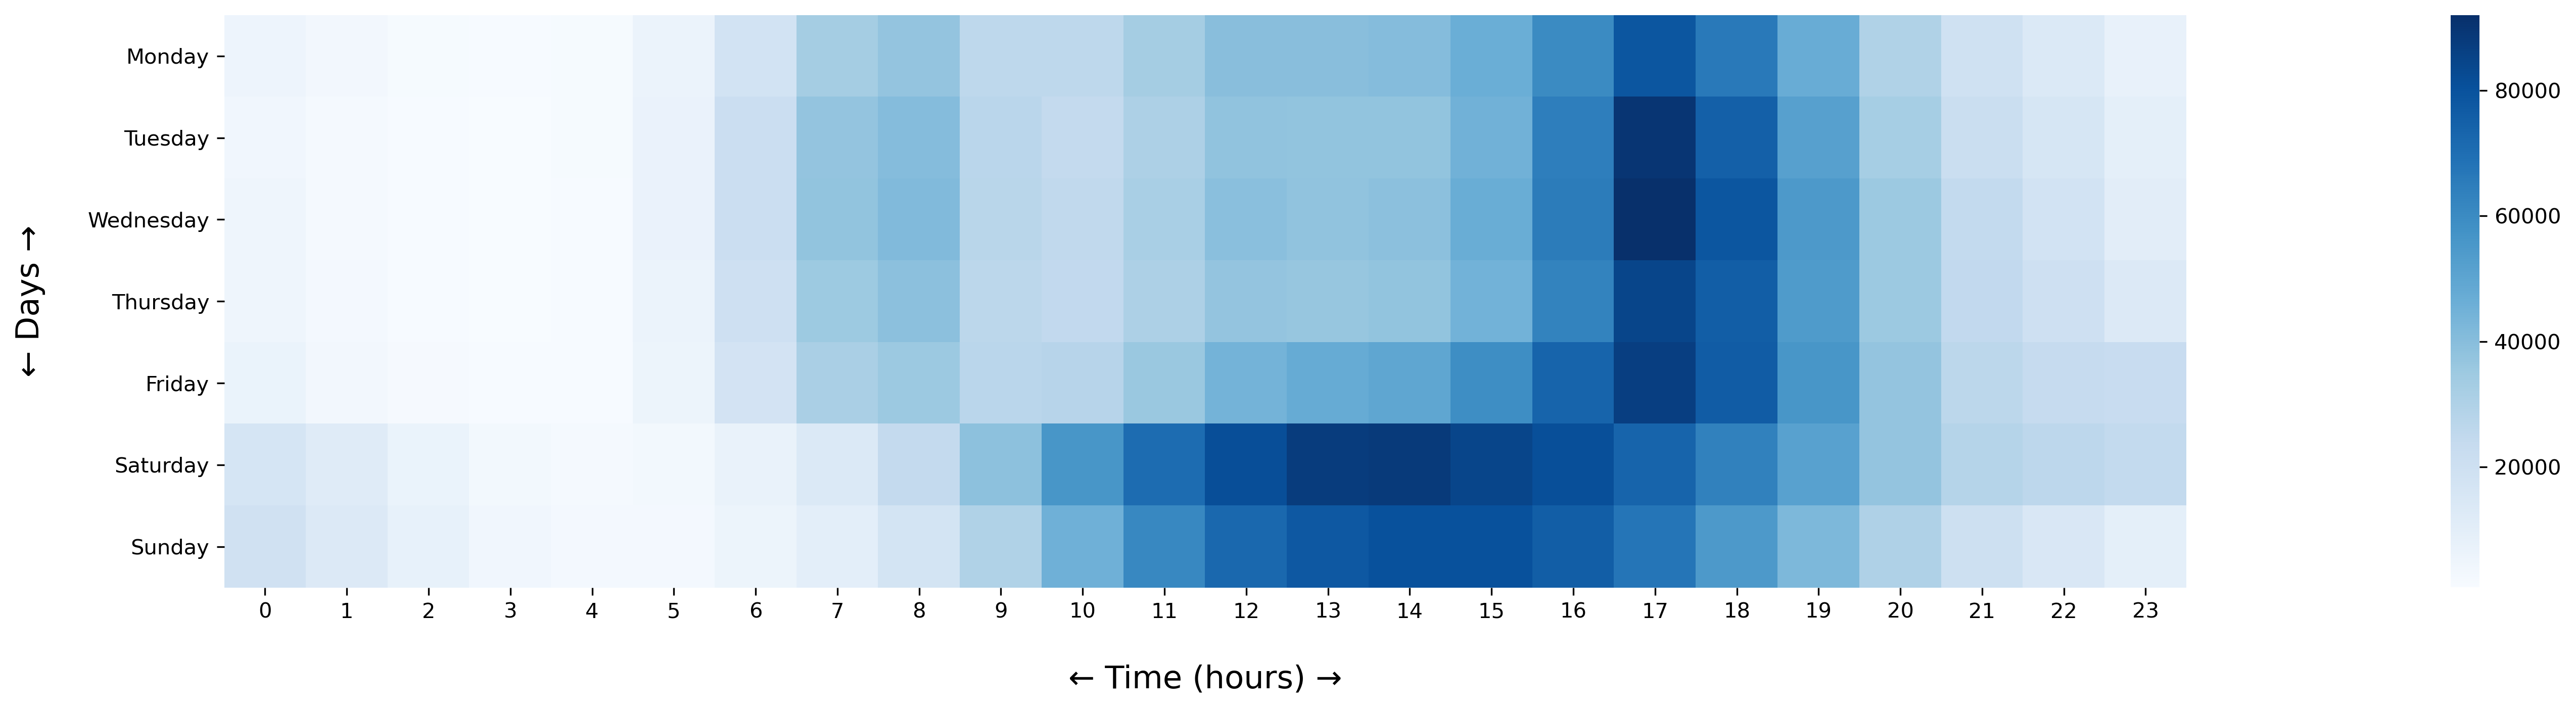 Monday
Tuesday
Wednesday
Thursday
Friday
Saturday
Sunday
← Days →
0 1 2 3 4 5 6 7 8 9 10 11 12 13 14 15 16 17 18 19 20 21 22 23
← Time (hours) →
80000
60000
40000
20000